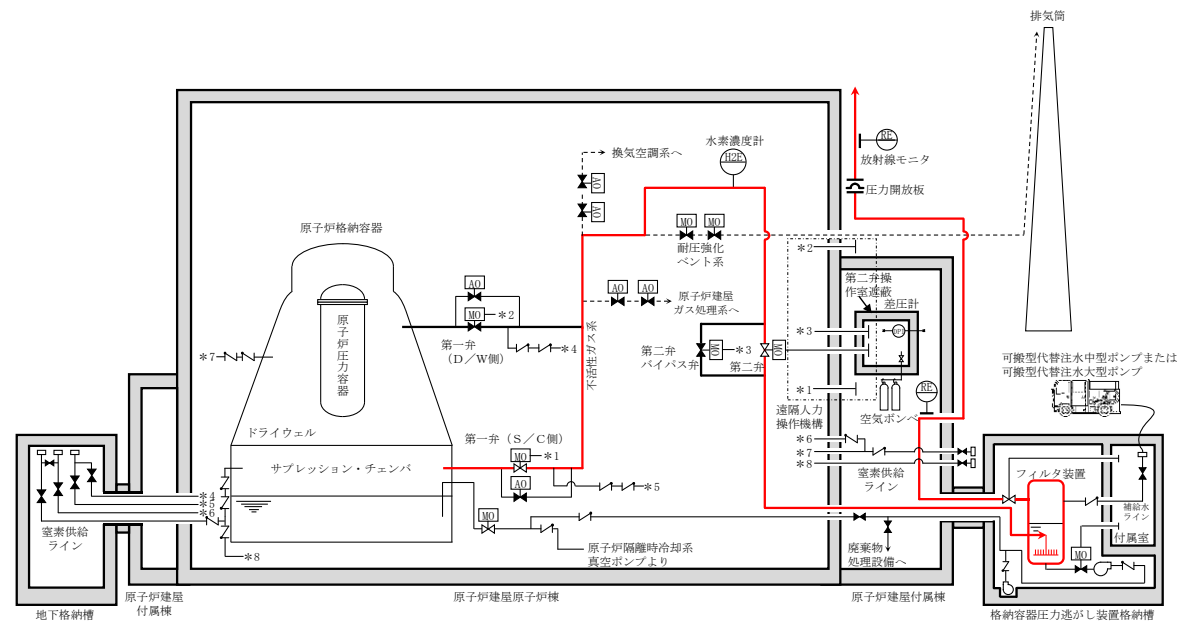 排気筒
水素濃度計
H2E
RE
放射線モニタ
換気空調系へ
AO
AO
圧力開放板
原子炉格納容器
MO
MO
耐圧強化
ベント系
＊2
第二弁操
作室遮蔽
差圧計
AO
AO
AO
原子炉建屋
ガス処理系へ
MO
＊2
第一弁
（D／W側）
＊4
不活性ガス系
原子炉圧力容器
＊7
第二弁
バイパス弁
MO
＊3
第二弁
MO
＊3
DPI
＊1
RE
空気ボンベ
遠隔人力
操作機構
可搬型代替注水中型ポンプまたは
可搬型代替注水大型ポンプ
ドライウェル
サプレッション・チェンバ
第一弁（S／C側）
MO
＊1
AO
＊5
＊6
＊7
＊8
窒素供給
ライン
フィルタ装置
補給水
ライン
付属室
MO
＊4
＊5
＊6
窒素供給
ライン
＊8
MO
原子炉隔離時冷却系
真空ポンプより
廃棄物
処理設備へ
地下格納槽
原子炉建屋
付属棟
原子炉建屋原子炉棟
原子炉建屋付属棟
格納容器圧力逃がし装置格納槽